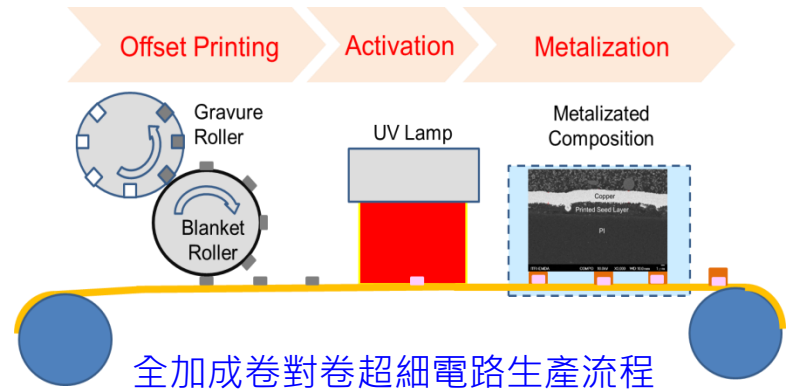 Offset Printing
Activation
Metalization
Gravure
Roller
UV Lamp
Metalizated
Composition
Blanket
Roller
Copper
Printed Seed Layer
PI
全加成卷對卷超細電路生產流程